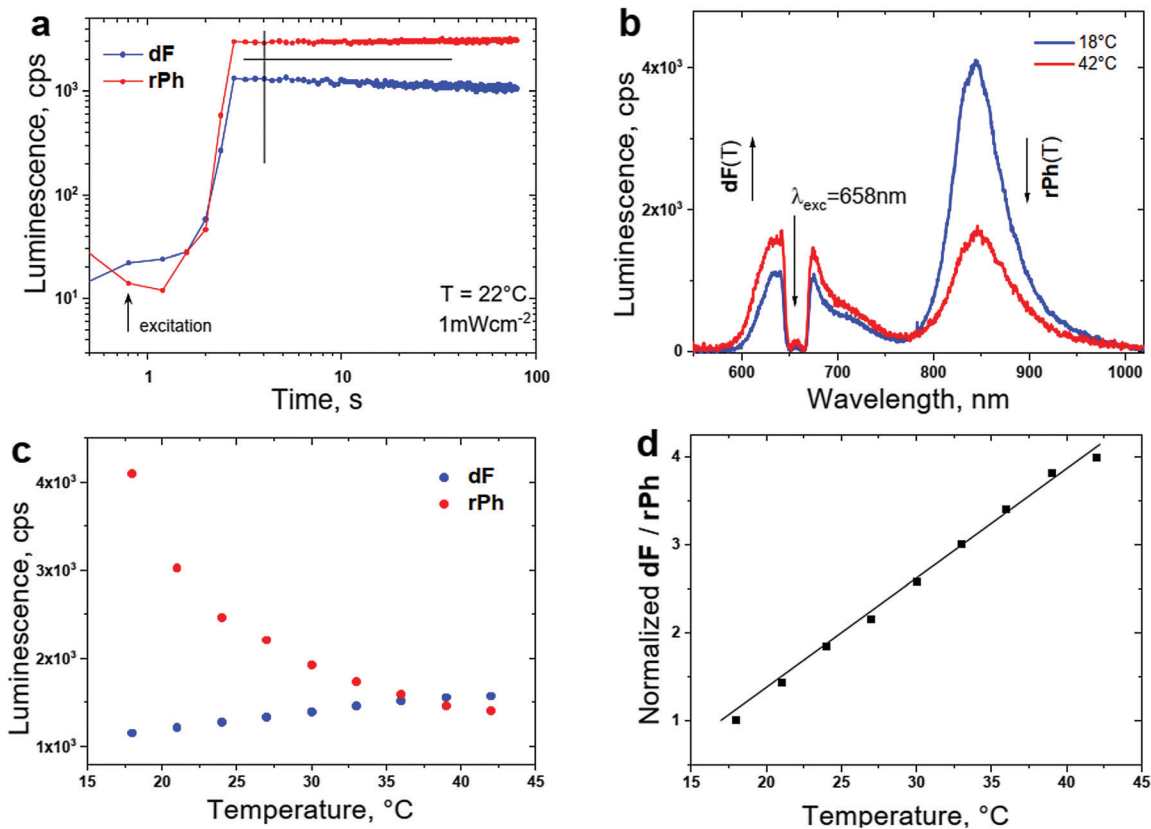 a
dF
rPh
Luminescence, cps
10³
10²
10¹
excitation
T = 22°C
1mWcm⁻²
1 10 100
Time, s
b
18°C
42°C
Luminescence, cps
4x10³
2x10³
0
dF(T)
λexc=658nm
rPh(T)
600 700 800 900 1000
Wavelength, nm
c
dF
rPh
Luminescence, cps
4x10³
3x10³
2x10³
1x10³
15 20 25 30 35 40 45
Temperature, °C
d
Normalized dF / rPh
4
3
2
1
15 20 25 30 35 40 45
Temperature, °C